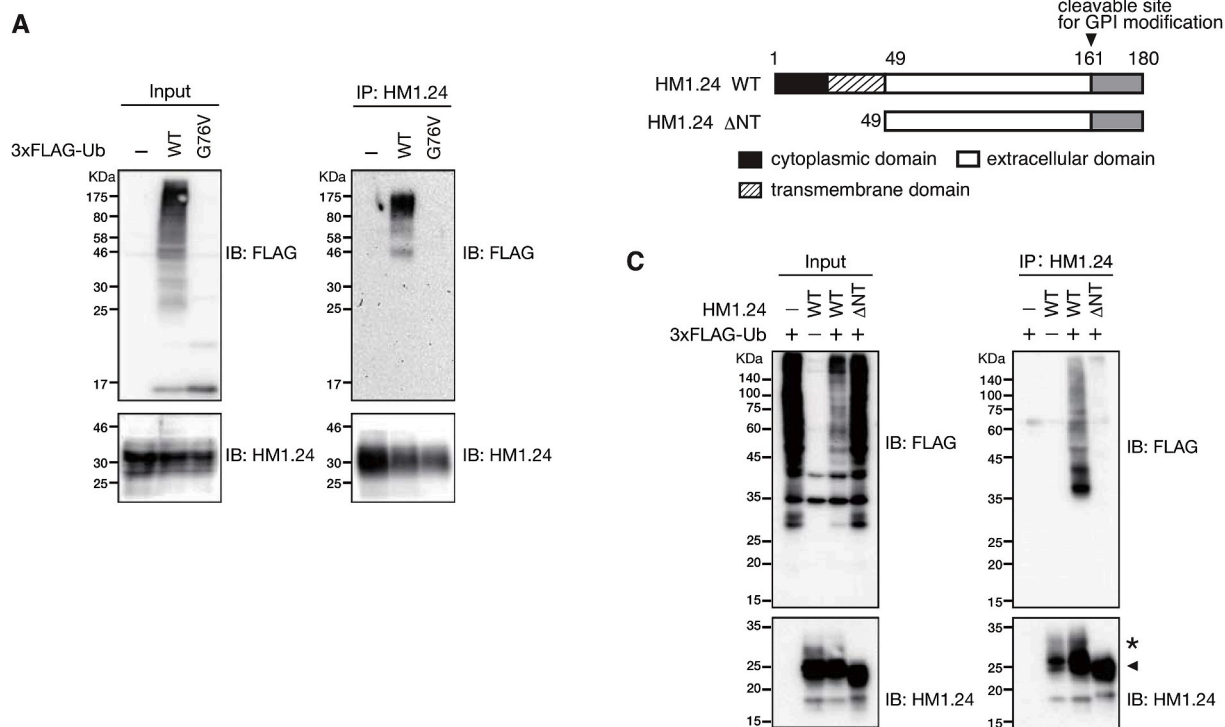 A
Input
IP: HM1.24
3xFLAG-Ub
– WT G76V
– WT G76V
KDa
175
80
58
46
30
25
17
IB: FLAG
46
30
25
IB: HM1.24
KDa
175
80
58
46
30
25
17
IB: FLAG
46
30
25
IB: HM1.24
cleavable site
for GPI modification
1 49 161 180
HM1.24 WT
HM1.24 ΔNT 49
cytoplasmic domain extracellular domain
transmembrane domain
C
Input
IP: HM1.24
HM1.24 – WT WT ΔNT
– WT WT ΔNT
3xFLAG-Ub + – + +
+ – + +
KDa
140
100
75
60
45
35
25
20
15
IB: FLAG
35
25
20
15
IB: HM1.24
KDa
140
100
75
60
45
35
25
20
15
IB: FLAG
35
25
20
15
*
IB: HM1.24